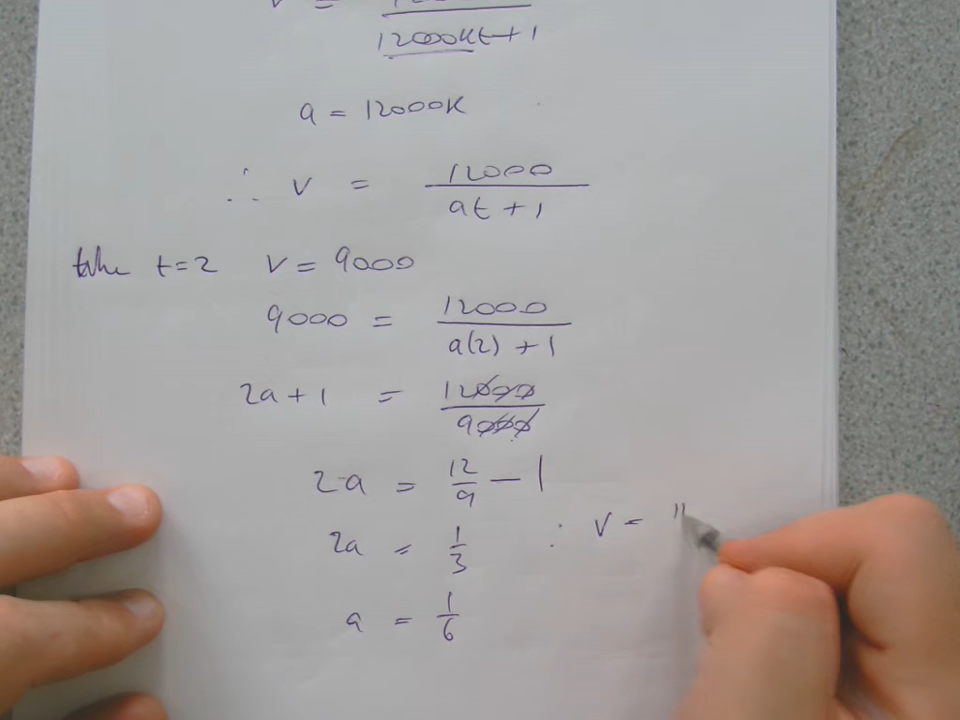 V =
12000Kt+1
a = 12000K
∴ V = 12000 / at + 1
take t=2 V = 9000
9000 = 12000 / a(2) + 1
2a + 1 = 12000 / 9000
2a = 12/9 - 1
2a = 1/3 ∴ V =
a = 1/6